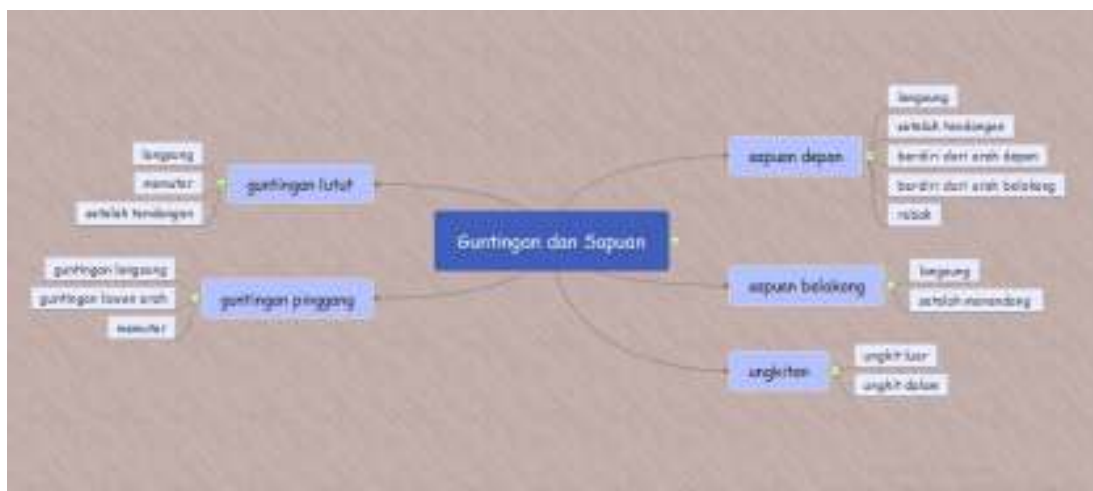 Guntingan dan Sapuan
guntingan lutut
langsung
memutar
setelah tendangan
guntingan pinggang
guntingan langsung
guntingan lawan arah
memutar
sapuan depan
langsung
setelah tendangan
berdiri dari arah depan
berdiri dari arah belakang
rebah
sapuan belakang
langsung
setelah menendang
ungkitan
ungkit luar
ungkit dalam